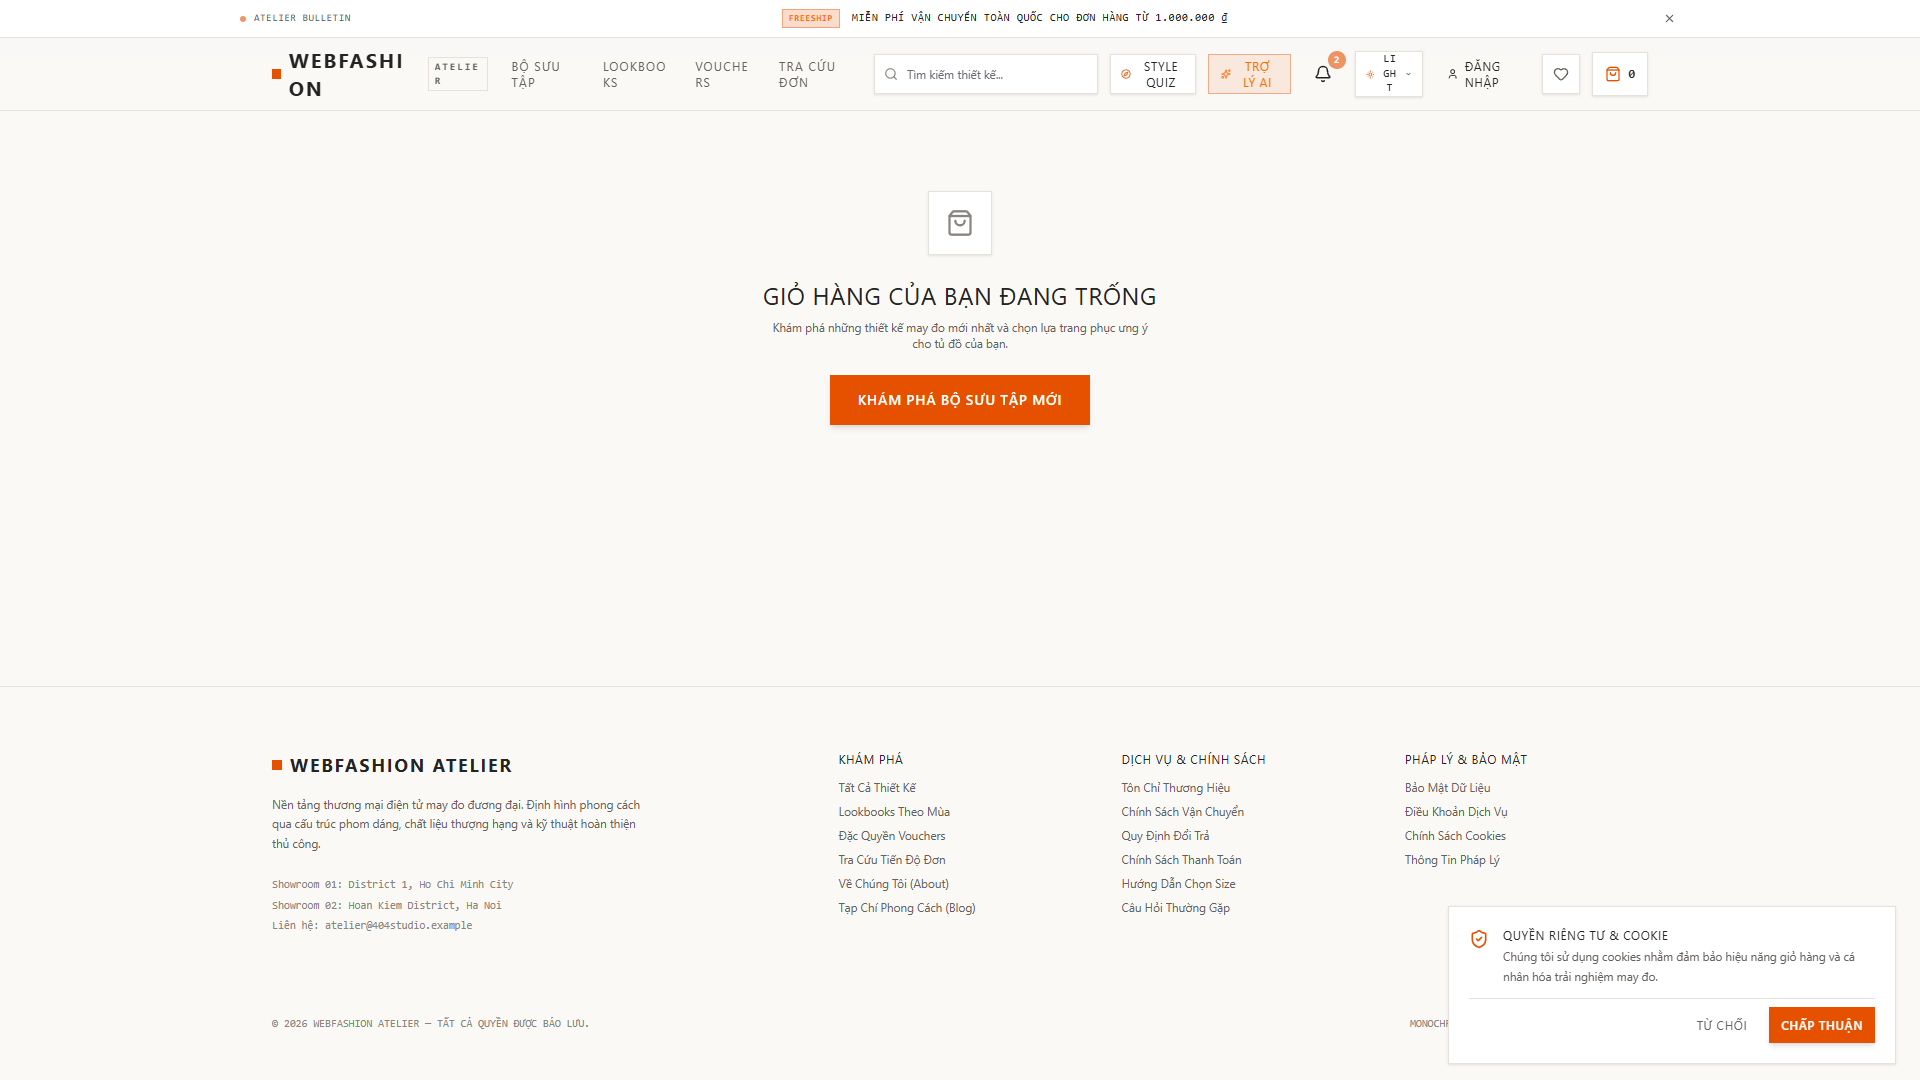 ATELIER BULLETIN
FREESHIP MIỄN PHÍ VẬN CHUYỂN TOÀN QUỐC CHO ĐƠN HÀNG TỪ 1.000.000 ₫
WEBFASHI
ON
ATELIE
R
BỘ SƯU
TẬP
LOOKBOO
KS
VOUCHE
RS
TRA CỨU
ĐƠN
Tìm kiếm thiết kế...
STYLE
QUIZ
TRỢ
LÝ AI
2
LI
GH
T
ĐĂNG
NHẬP
0
GIỎ HÀNG CỦA BẠN ĐANG TRỐNG
Khám phá những thiết kế may đo mới nhất và chọn lựa trang phục ưng ý
cho tủ đồ của bạn.
KHÁM PHÁ BỘ SƯU TẬP MỚI
WEBFASHION ATELIER
Nền tảng thương mại điện tử may đo đương đại. Định hình phong cách
qua cấu trúc phom dáng, chất liệu thượng hạng và kỹ thuật hoàn thiện
thủ công.
Showroom 01: District 1, Ho Chi Minh City
Showroom 02: Hoan Kiem District, Ha Noi
Liên hệ: atelier@404studio.example
KHÁM PHÁ
Tất Cả Thiết Kế
Lookbooks Theo Mùa
Đặc Quyền Vouchers
Tra Cứu Tiến Độ Đơn
Về Chúng Tôi (About)
Tạp Chí Phong Cách (Blog)
DỊCH VỤ & CHÍNH SÁCH
Tôn Chỉ Thương Hiệu
Chính Sách Vận Chuyển
Quy Định Đổi Trả
Chính Sách Thanh Toán
Hướng Dẫn Chọn Size
Câu Hỏi Thường Gặp
PHÁP LÝ & BẢO MẬT
Bảo Mật Dữ Liệu
Điều Khoản Dịch Vụ
Chính Sách Cookies
Thông Tin Pháp Lý
QUYỀN RIÊNG TƯ & COOKIE
Chúng tôi sử dụng cookies nhằm đảm bảo hiệu năng giỏ hàng và cá
nhân hóa trải nghiệm may đo.
TỪ CHỐI
CHẤP THUẬN
© 2026 WEBFASHION ATELIER — TẤT CẢ QUYỀN ĐƯỢC BẢO LƯU.